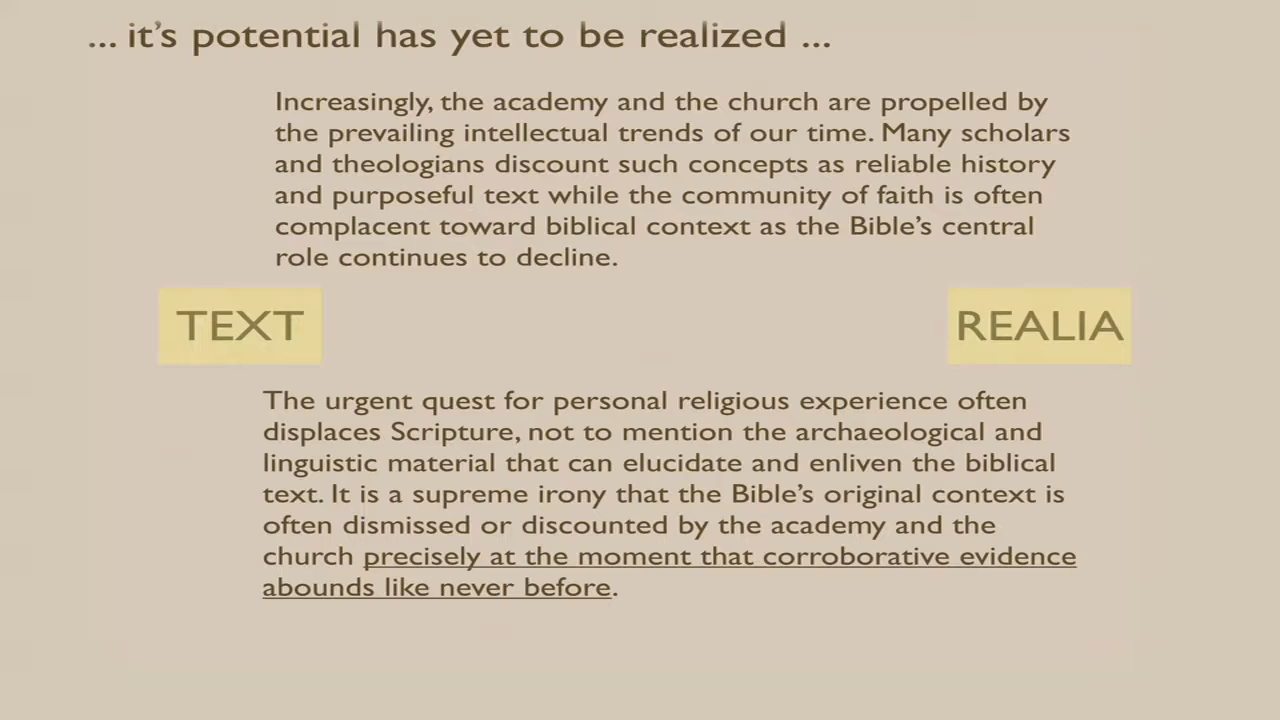 ... it's potential has yet to be realized ...
Increasingly, the academy and the church are propelled by
the prevailing intellectual trends of our time. Many scholars
and theologians discount such concepts as reliable history
and purposeful text while the community of faith is often
complacent toward biblical context as the Bible's central
role continues to decline.
TEXT
REALIA
The urgent quest for personal religious experience often
displaces Scripture, not to mention the archaeological and
linguistic material that can elucidate and enliven the biblical
text. It is a supreme irony that the Bible's original context is
often dismissed or discounted by the academy and the
church precisely at the moment that corroborative evidence
abounds like never before.